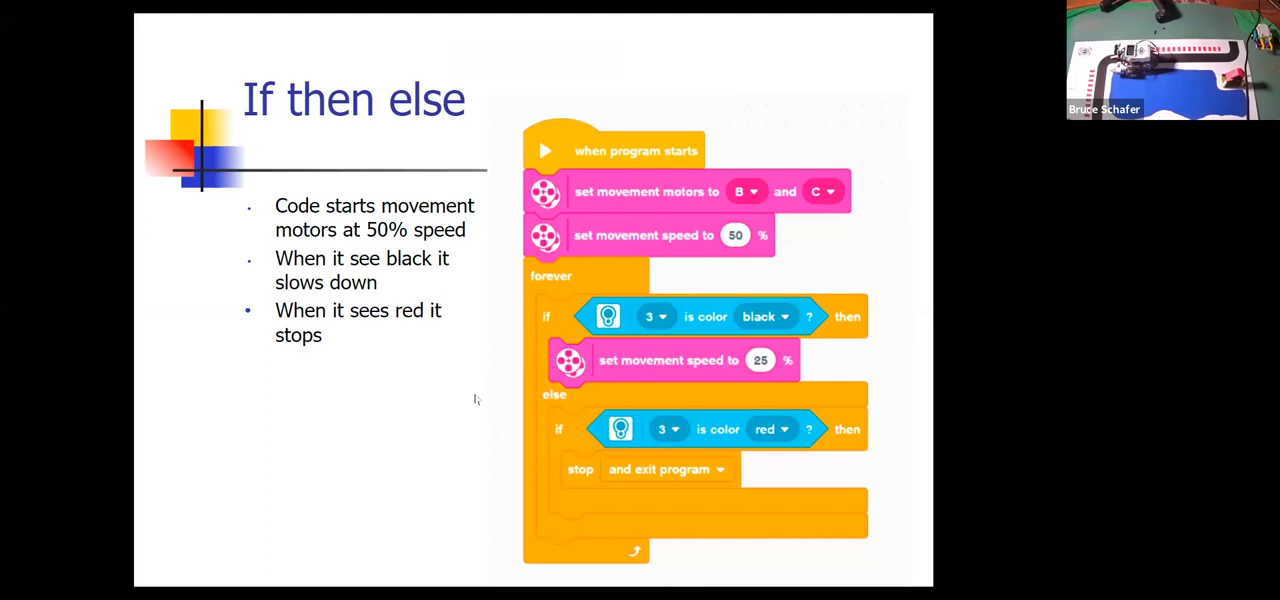 If then else
Code starts movement
motors at 50% speed
When it see black it
slows down
When it sees red it
stops
when program starts
set movement motors to B and C
set movement speed to 50 %
forever
if 3 is color black ? then
set movement speed to 25 %
else
if 3 is color red ? then
stop and exit program
Bruce Schafer